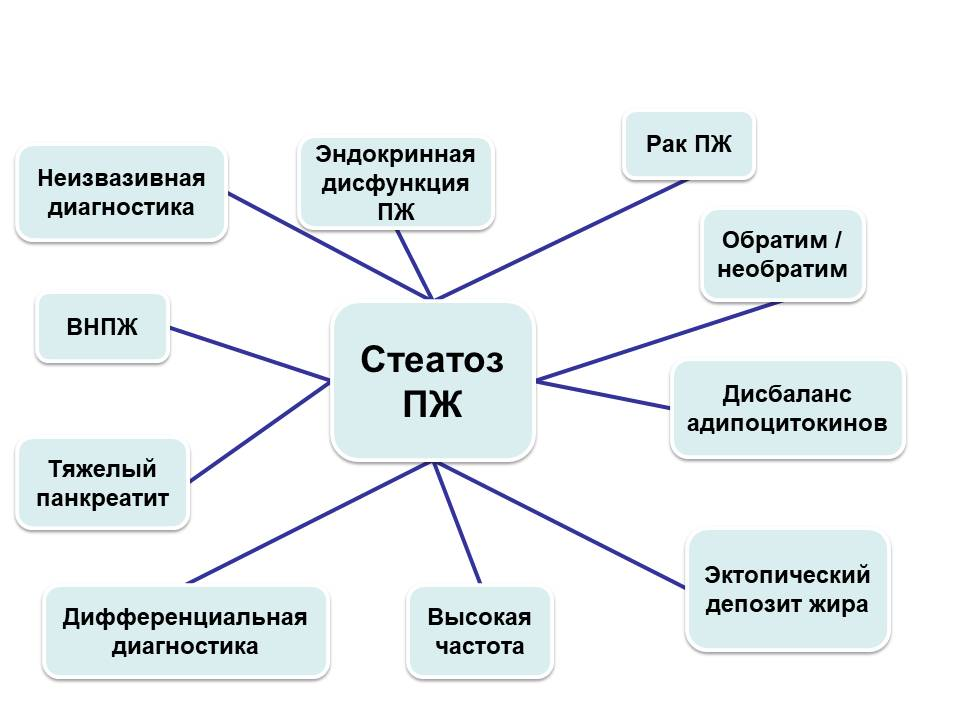 Рак ПЖ
Эндокринная
дисфункция
ПЖ
Неизвазивная
диагностика
Обратим /
необратим
ВНПЖ
Стеатоз
ПЖ
Дисбаланс
адипоцитокинов
Тяжелый
панкреатит
Эктопический
депозит жира
Дифференциальная
диагностика
Высокая
частота